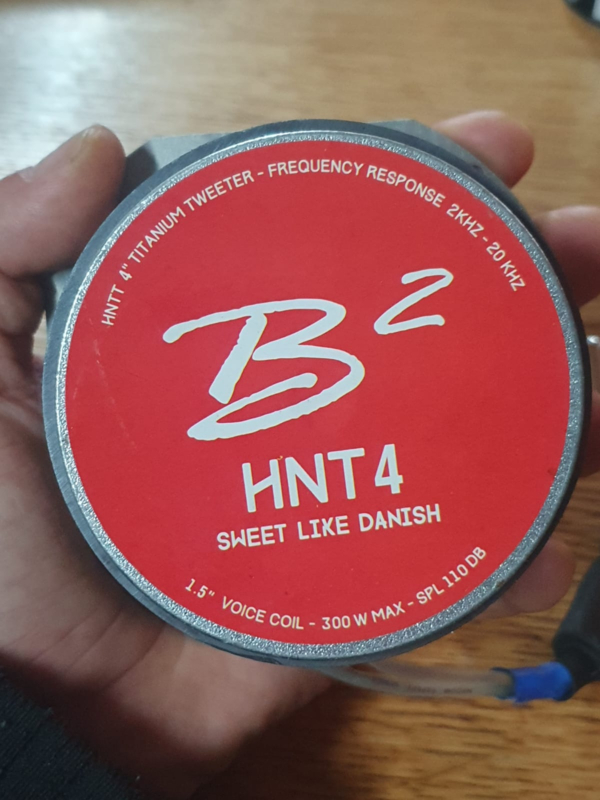 HNTT 4" TITANIUM TWEETER - FREQUENCY RESPONSE 2KHZ - 20 KHZ
B2
HNT4
SWEET LIKE DANISH
1.5" VOICE COIL - 300 W MAX - SPL 110 DB